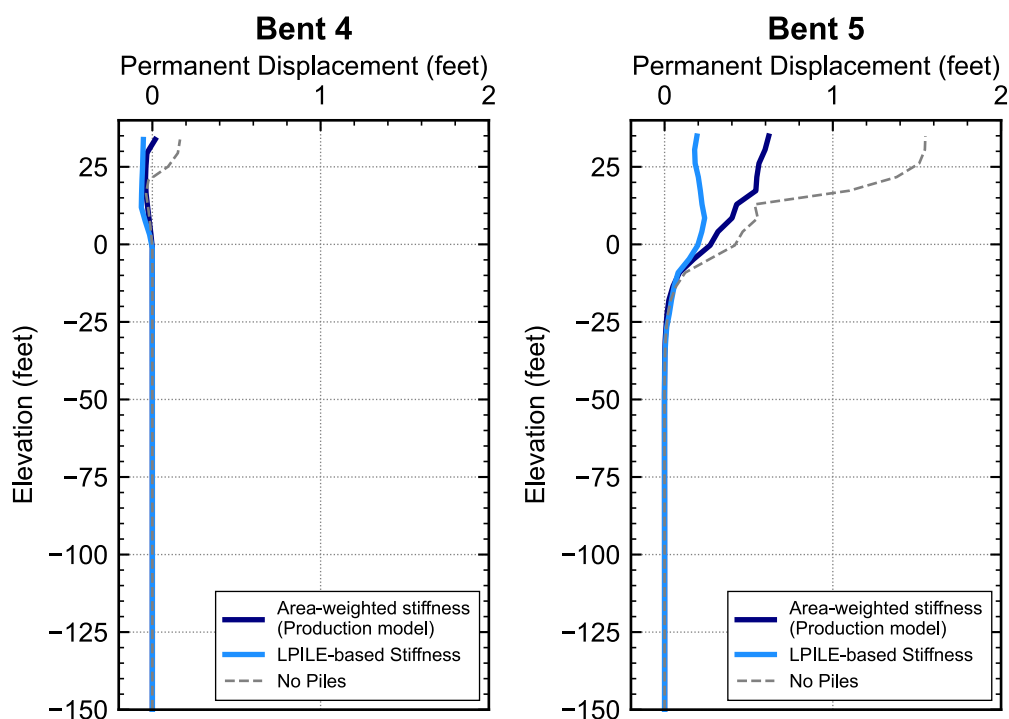 Bent 4
Permanent Displacement (feet)
0 1 2
25
0
−25
−50
−75
−100
−125
−150
Elevation (feet)
Area-weighted stiffness
(Production model)
LPILE-based Stiffness
No Piles
Bent 5
Permanent Displacement (feet)
0 1 2
25
0
−25
−50
−75
−100
−125
−150
Elevation (feet)
Area-weighted stiffness
(Production model)
LPILE-based Stiffness
No Piles